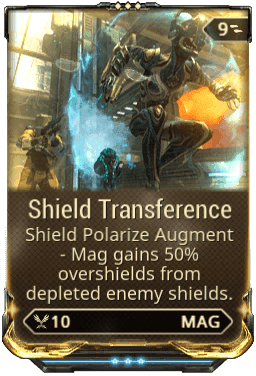 9
Shield Transference
Shield Polarize Augment
- Mag gains 50%
overshields from
depleted enemy shields.
10 MAG